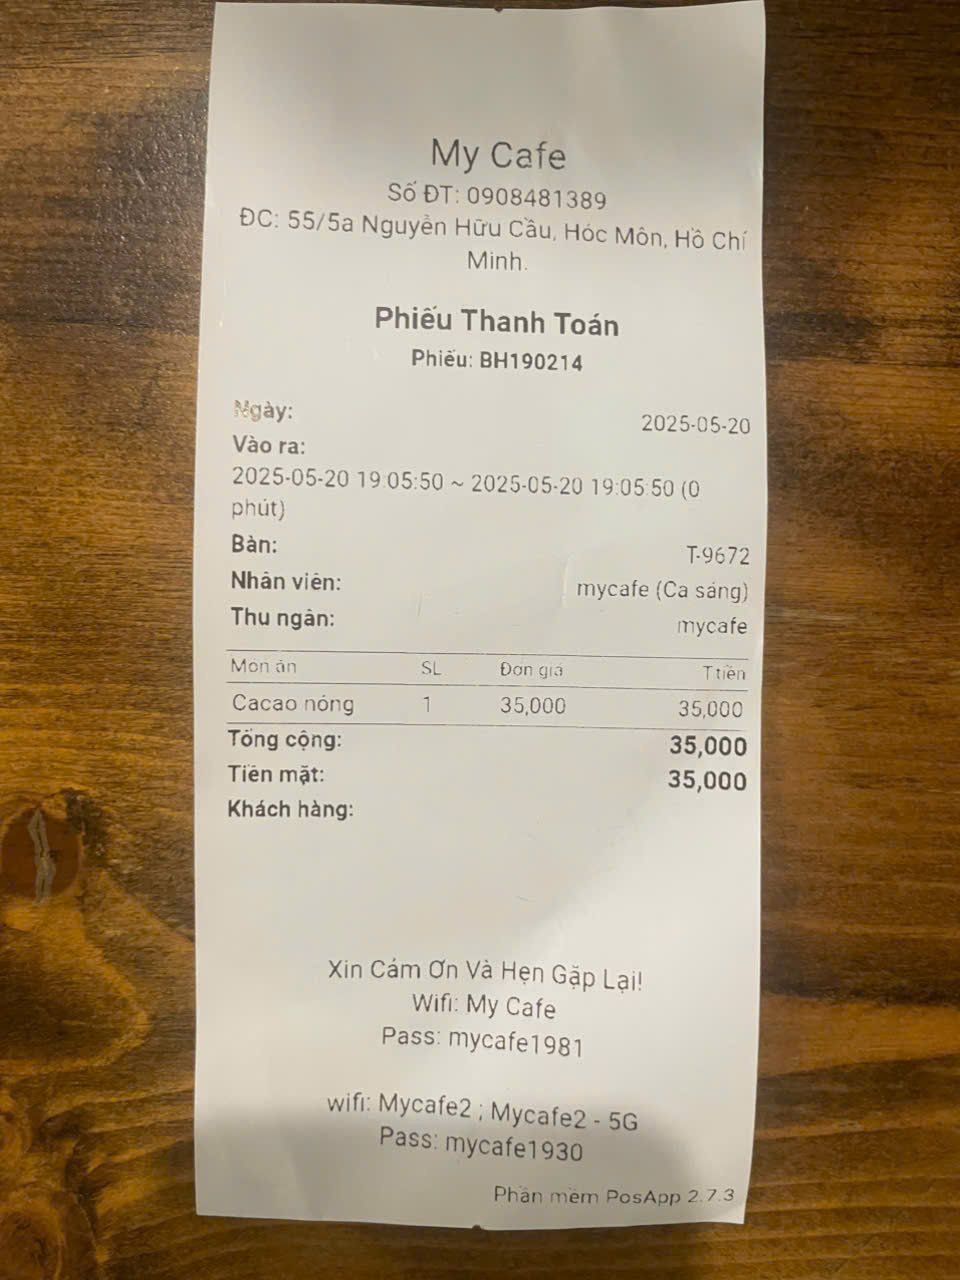 My Cafe
Số ĐT: 0908481389
ĐC: 55/5a Nguyễn Hữu Cầu, Hóc Môn, Hồ Chí
Minh.
Phiếu Thanh Toán
Phiếu: BH190214
Ngày: 2025-05-20
Vào ra:
2025-05-20 19:05:50 ~ 2025-05-20 19:05:50 (0
phút)
Bàn: T-9672
Nhân viên: mycafe (Ca sáng)
Thu ngân: mycafe
Món ăn SL Đơn giá T tiền
Cacao nóng 1 35,000 35,000
Tổng cộng: 35,000
Tiền mặt: 35,000
Khách hàng:
Xin Cảm Ơn Và Hẹn Gặp Lại!
Wifi: My Cafe
Pass: mycafe1981
wifi: Mycafe2 ; Mycafe2 - 5G
Pass: mycafe1930
Phần mềm PosApp 2.7.3